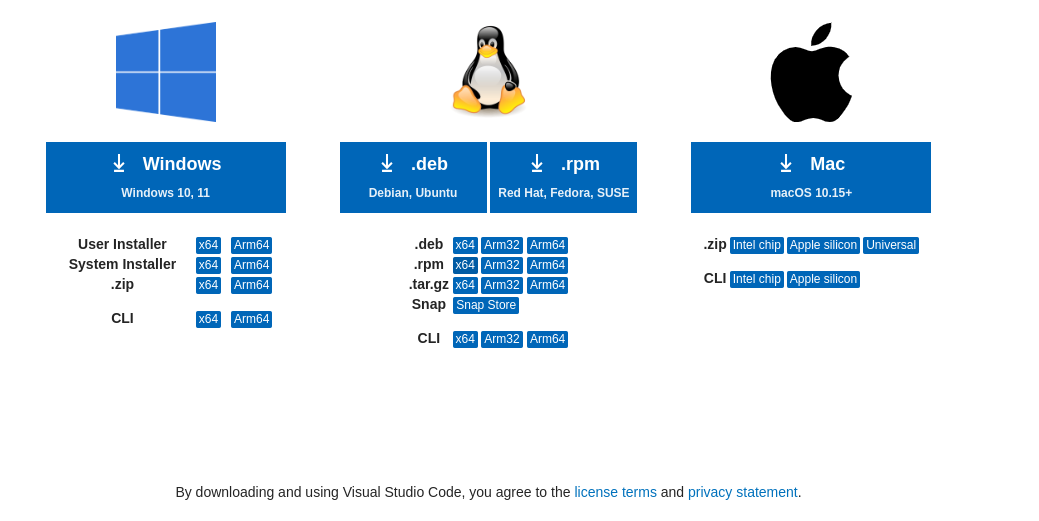 Windows
Windows 10, 11
User Installer x64 Arm64
System Installer x64 Arm64
.zip x64 Arm64
CLI x64 Arm64
.deb
Debian, Ubuntu
.rpm
Red Hat, Fedora, SUSE
.deb x64 Arm32 Arm64
.rpm x64 Arm32 Arm64
.tar.gz x64 Arm32 Arm64
Snap Snap Store
CLI x64 Arm32 Arm64
Mac
macOS 10.15+
.zip Intel chip Apple silicon Universal
CLI Intel chip Apple silicon
By downloading and using Visual Studio Code, you agree to the license terms and privacy statement.